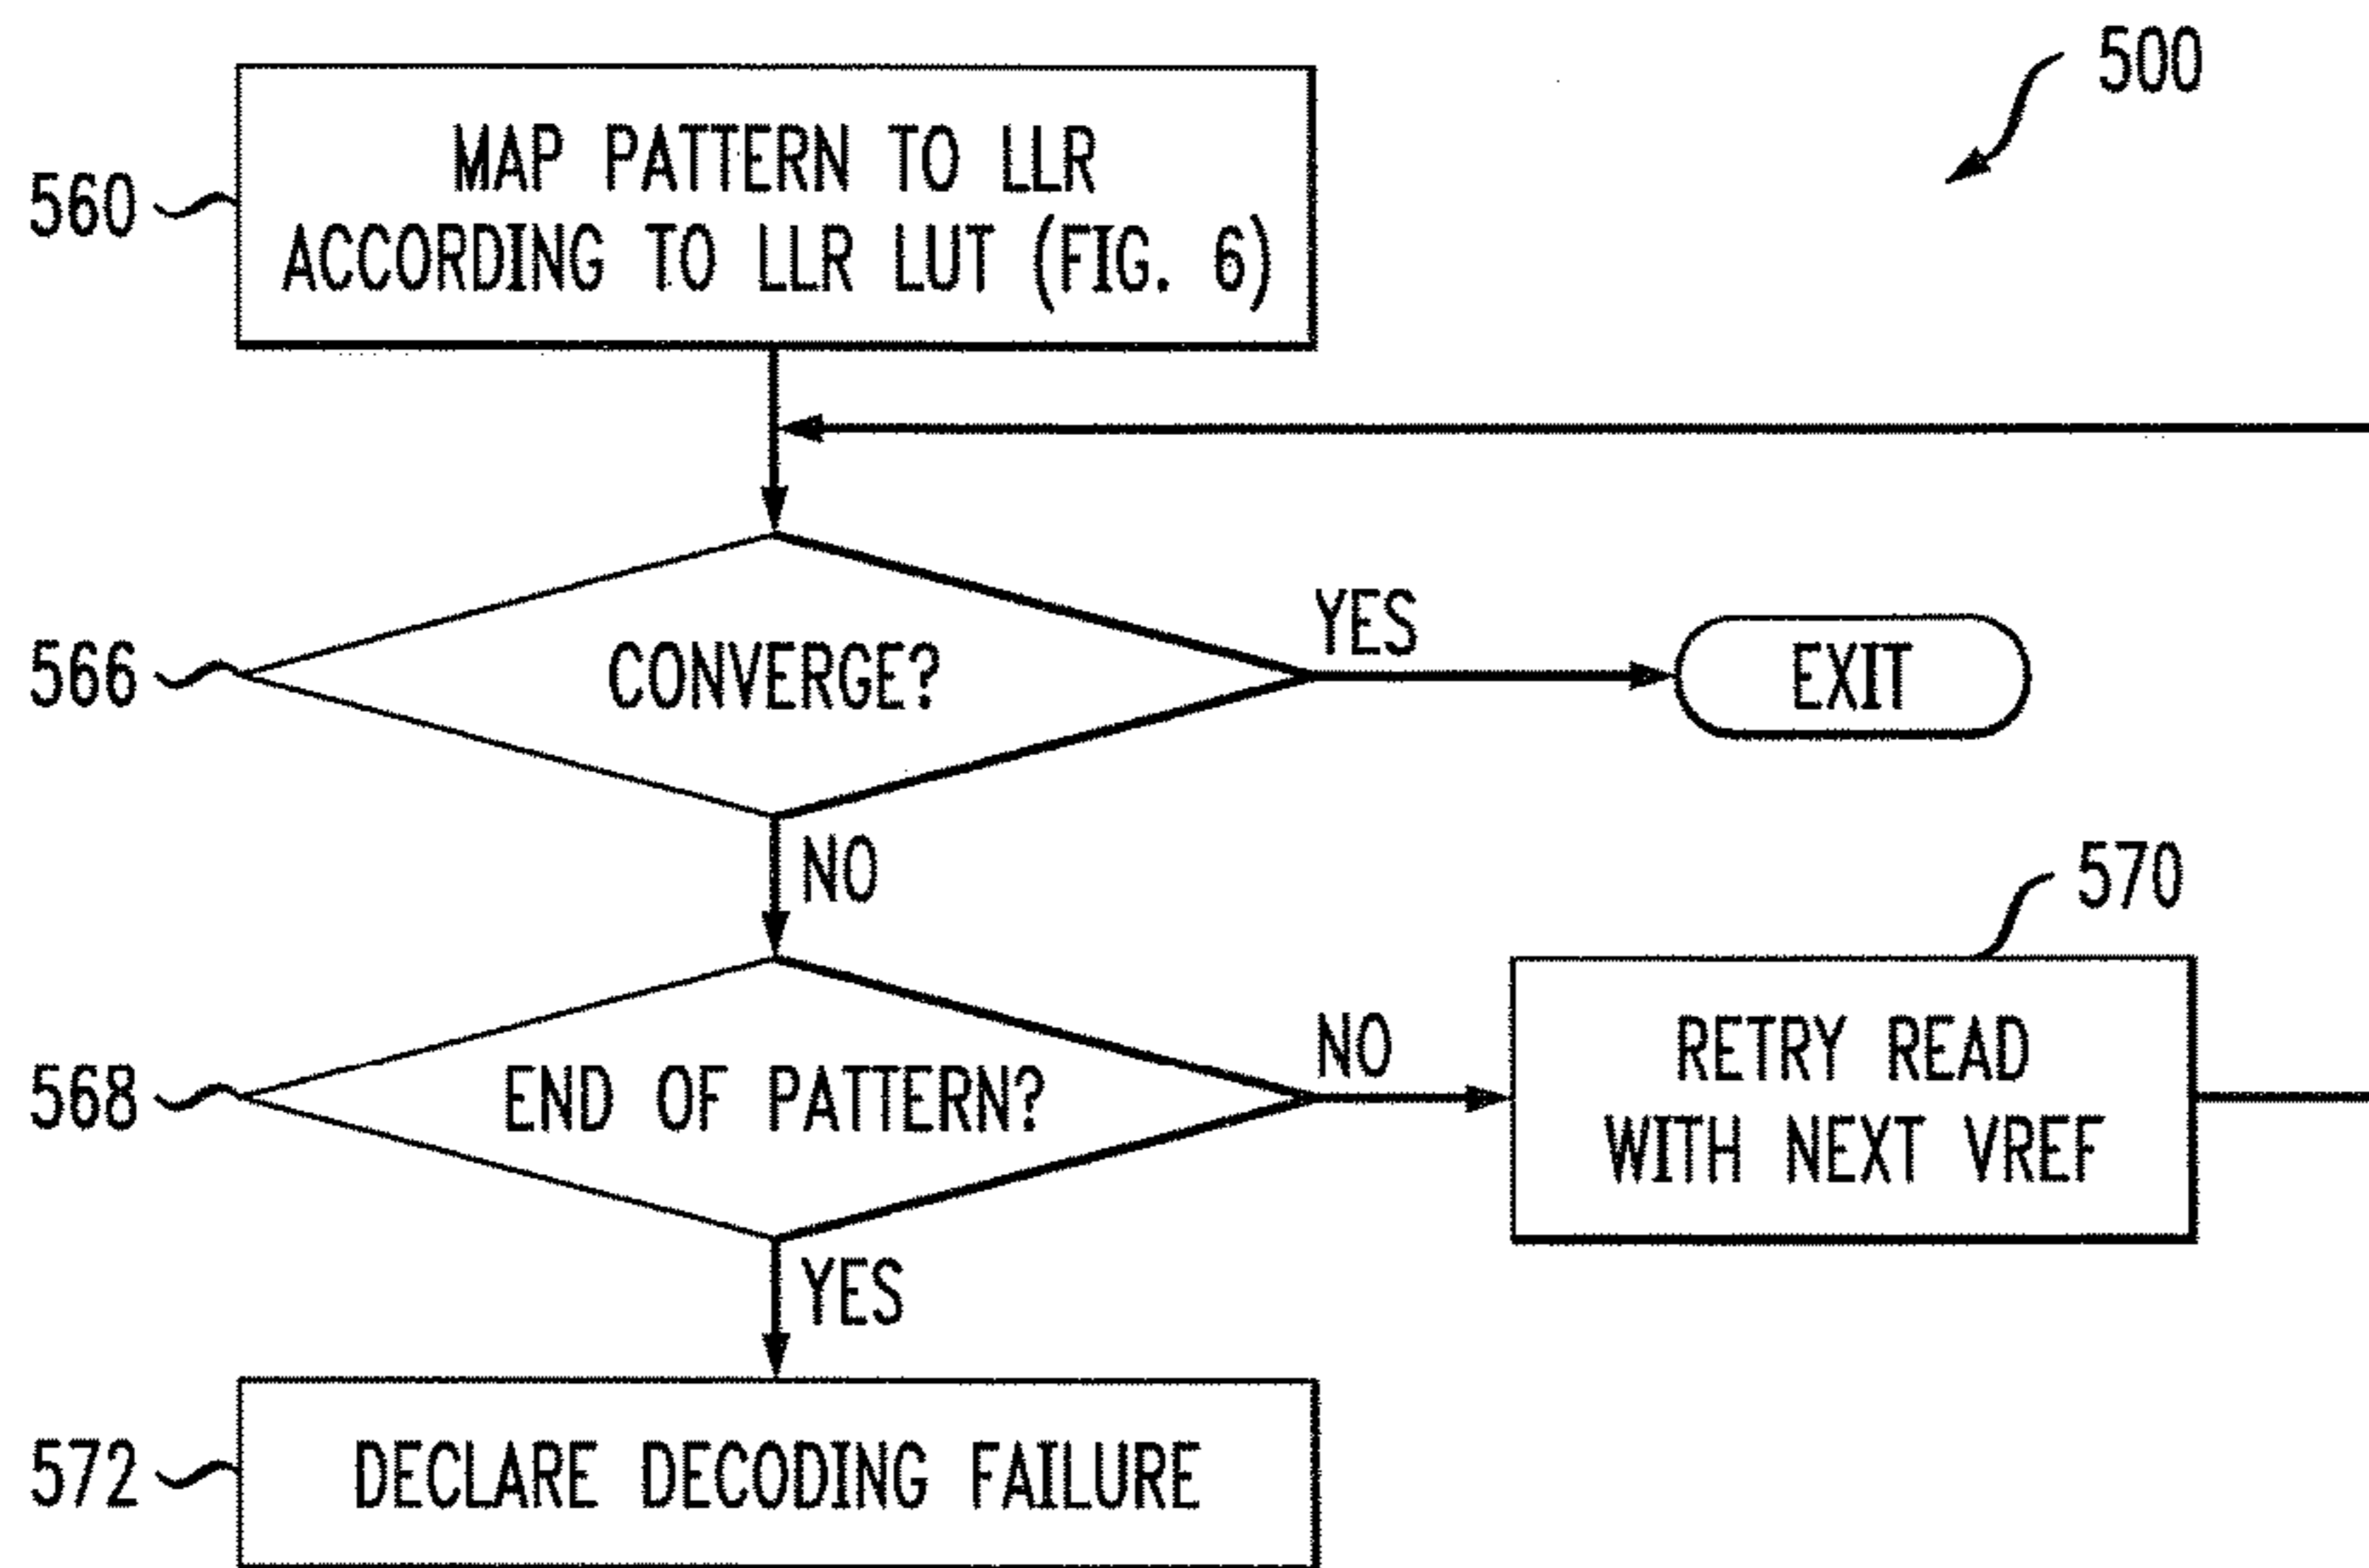 500
MAP PATTERN TO LLR
ACCORDING TO LLR LUT (FIG. 6)
560
566
CONVERGE?
YES
EXIT
NO
570
568
END OF PATTERN?
NO
RETRY READ
WITH NEXT VREF
YES
572
DECLARE DECODING FAILURE